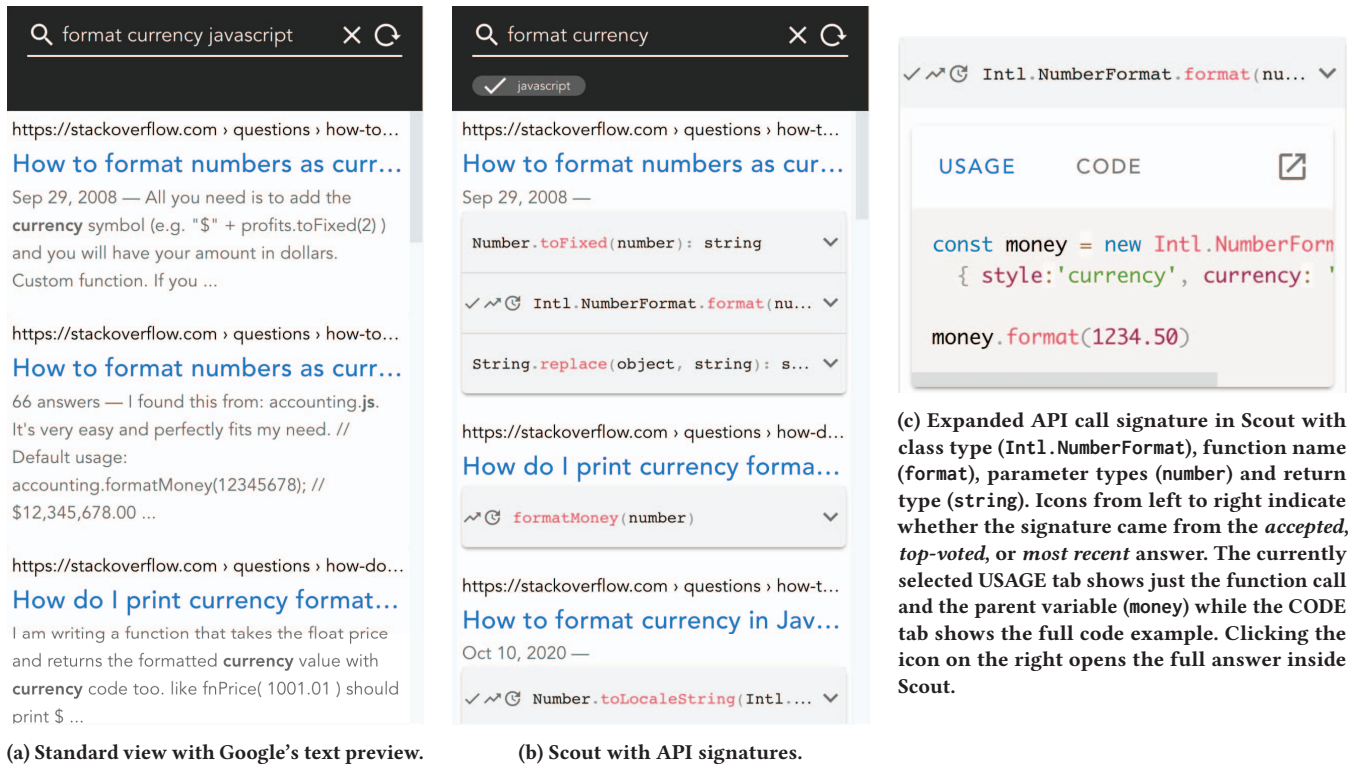 format currency javascript
https://stackoverflow.com › questions › how-to...
How to format numbers as curr...
Sep 29, 2008 — All you need is to add the
currency symbol (e.g. "$" + profits.toFixed(2) )
and you will have your amount in dollars.
Custom function. If you ...
https://stackoverflow.com › questions › how-to...
How to format numbers as curr...
66 answers — I found this from: accounting.js.
It's very easy and perfectly fits my need. //
Default usage:
accounting.formatMoney(12345678); //
$12,345,678.00 ...
https://stackoverflow.com › questions › how-do...
How do I print currency format...
I am writing a function that takes the float price
and returns the formatted currency value with
currency code too. like fnPrice( 1001.01 ) should
print $ ...
(a) Standard view with Google's text preview.
format currency
javascript
https://stackoverflow.com › questions › how-t...
How to format numbers as cur...
Sep 29, 2008 —
Number.toFixed(number): string
Intl.NumberFormat.format(nu...
String.replace(object, string): s...
https://stackoverflow.com › questions › how-d...
How do I print currency forma...
formatMoney(number)
https://stackoverflow.com › questions › how-t...
How to format currency in Jav...
Oct 10, 2020 —
Number.toLocaleString(Intl....
(b) Scout with API signatures.
Intl.NumberFormat.format(nu...
USAGE CODE
const money = new Intl.NumberForm
{ style:'currency', currency: '
money.format(1234.50)
(c) Expanded API call signature in Scout with
class type (Intl.NumberFormat), function name
(format), parameter types (number) and return
type (string). Icons from left to right indicate
whether the signature came from the accepted,
top-voted, or most recent answer. The currently
selected USAGE tab shows just the function call
and the parent variable (money) while the CODE
tab shows the full code example. Clicking the
icon on the right opens the full answer inside
Scout.